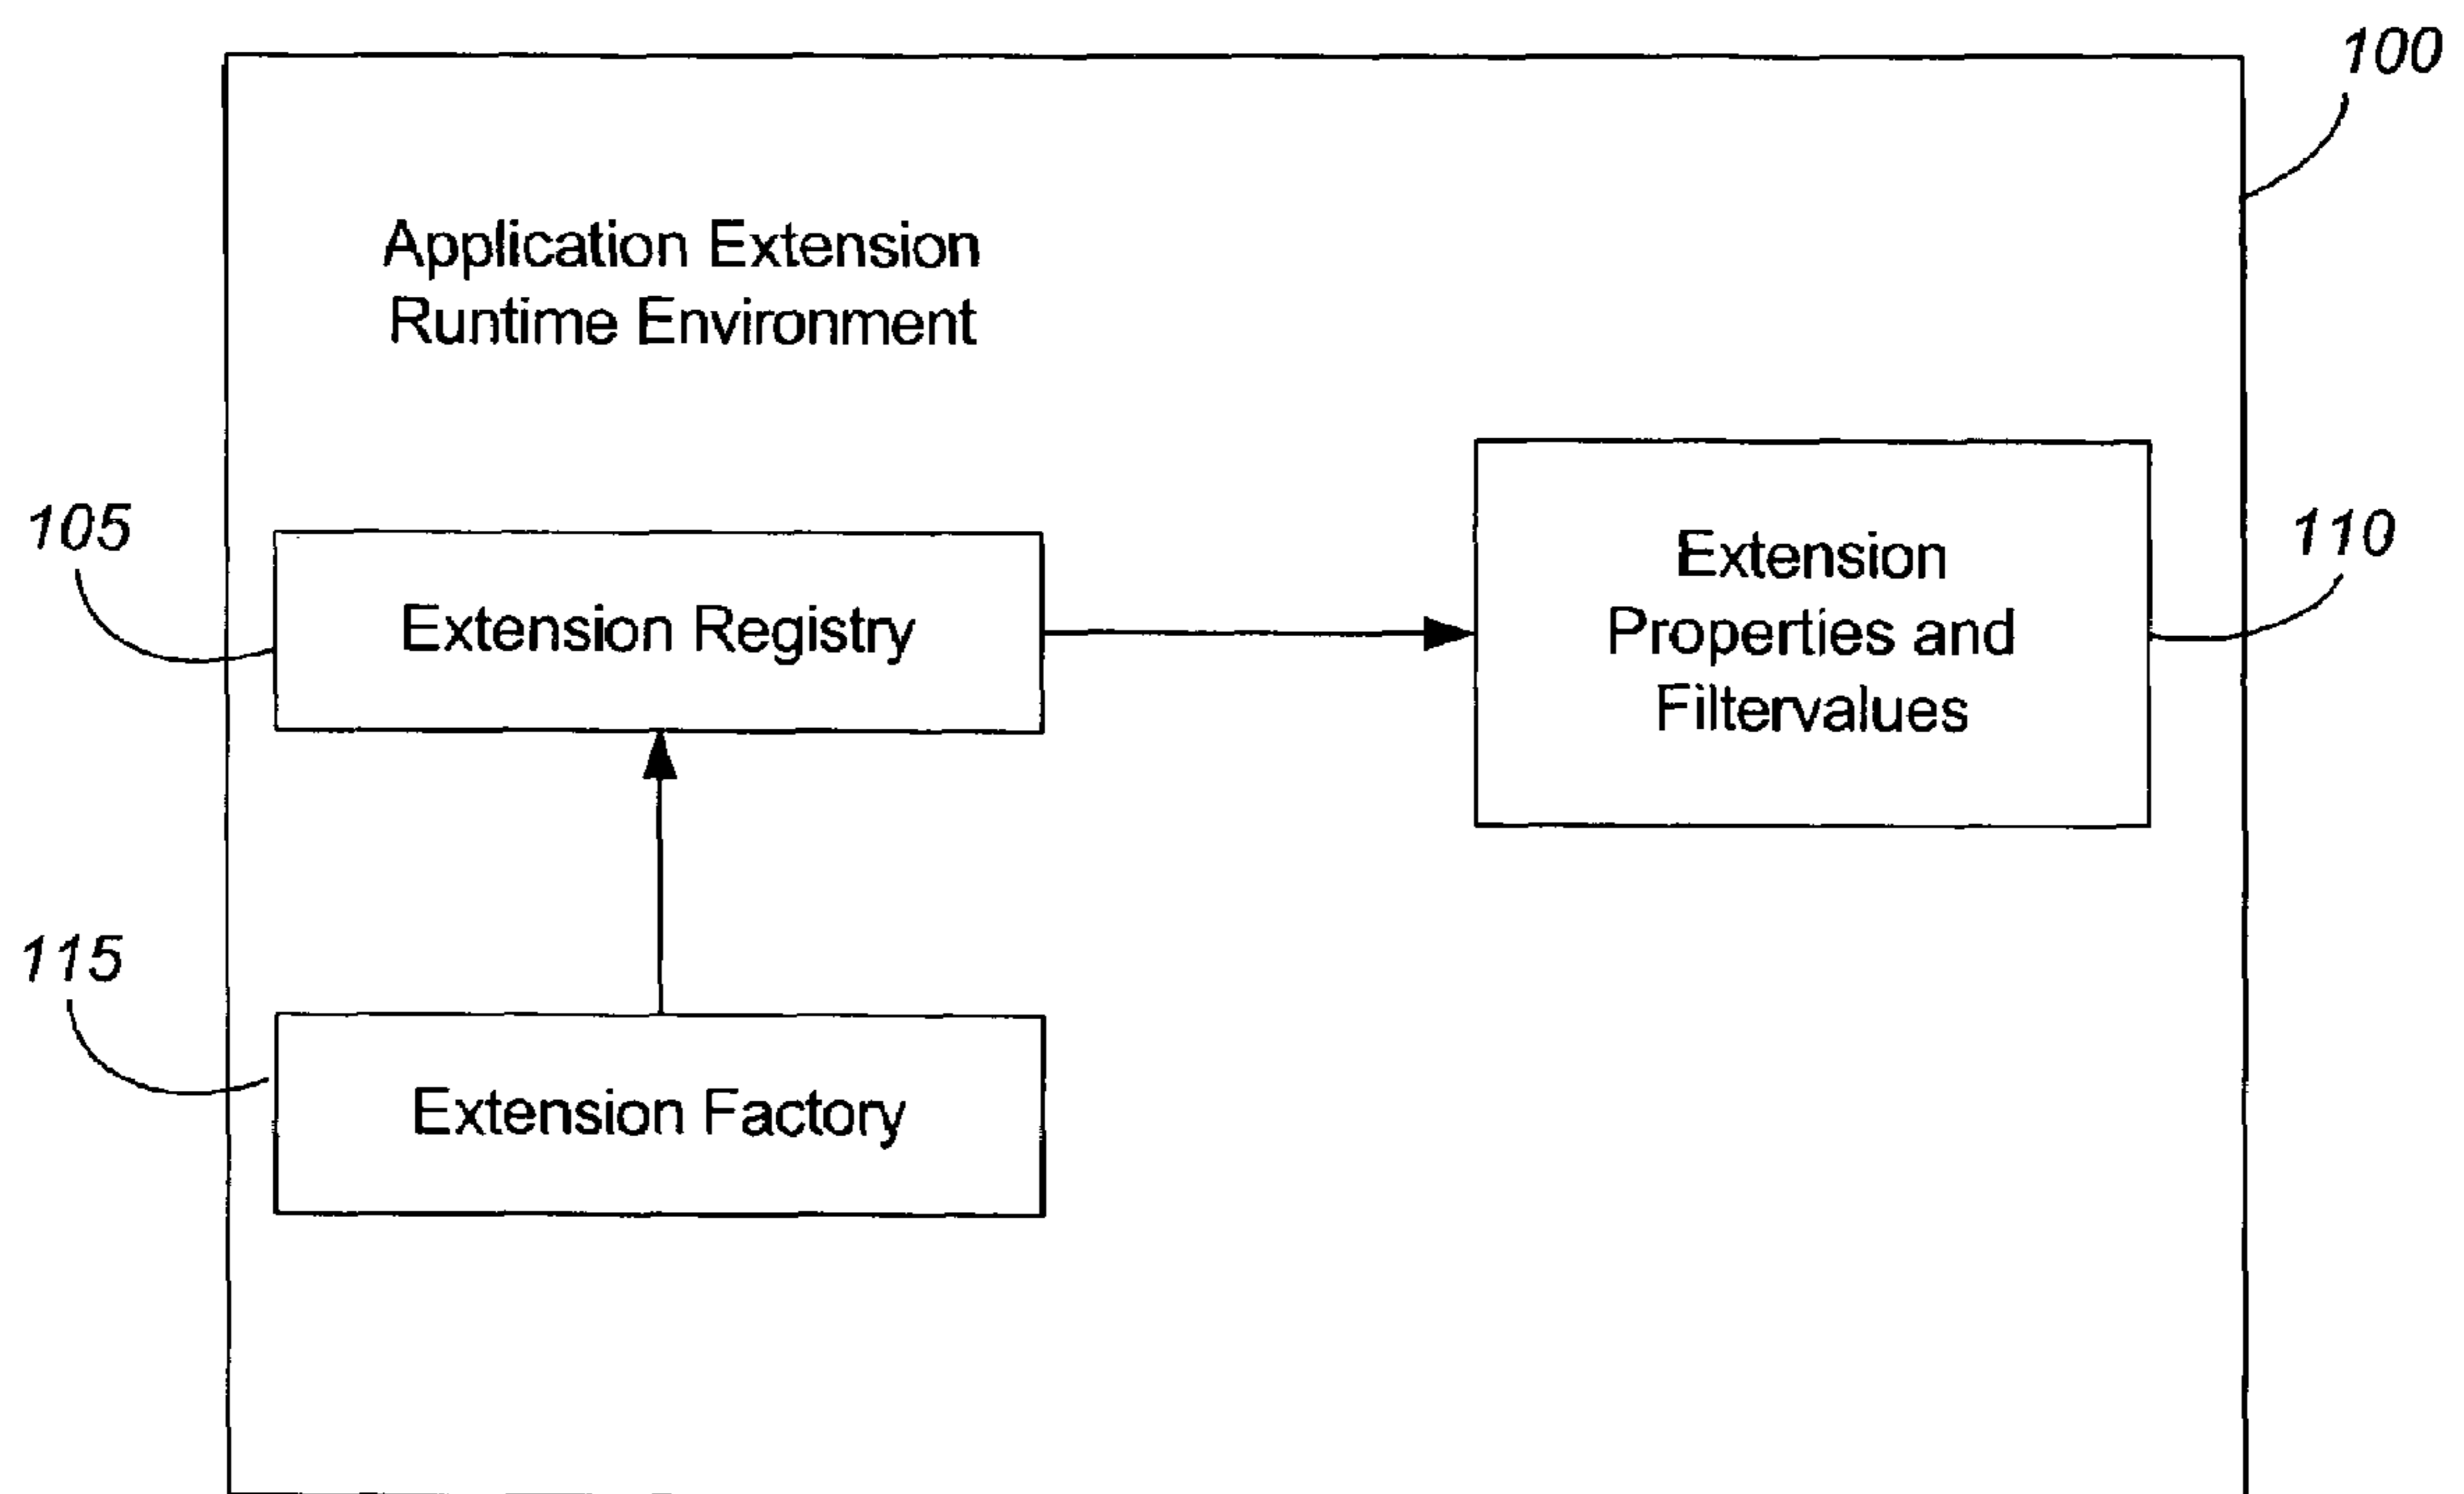 100
Application Extension
Runtime Environment
105
Extension Registry
Extension
Properties and
Filtervalues
110
115
Extension Factory